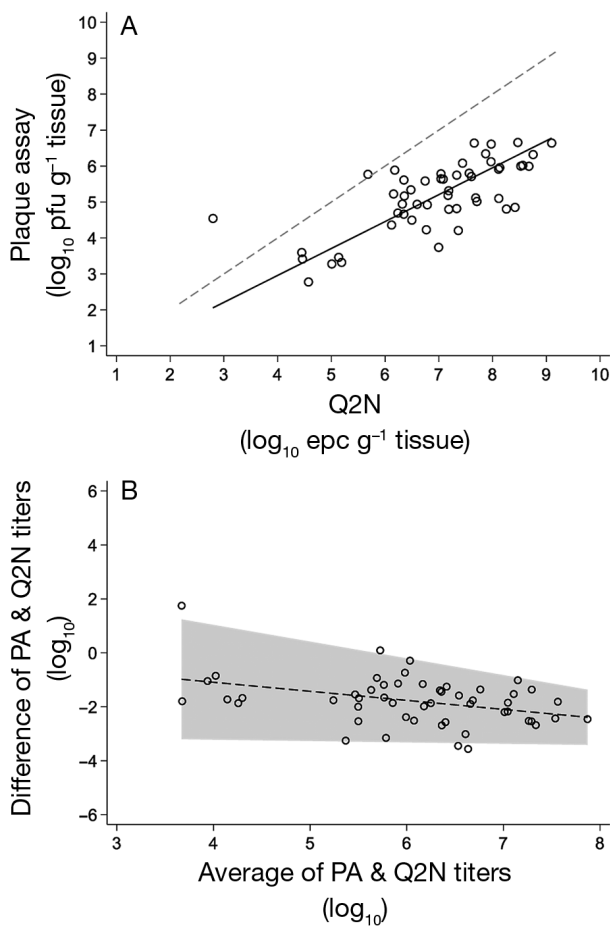 A
Plaque assay
(log10 pfu g–1 tissue)
10
9
8
7
6
5
4
3
2
1
1 2 3 4 5 6 7 8 9 10
Q2N
(log10 epc g–1 tissue)
B
Difference of PA & Q2N titers
(log10)
6
4
2
0
−2
−4
−6
3 4 5 6 7 8
Average of PA & Q2N titers
(log10)